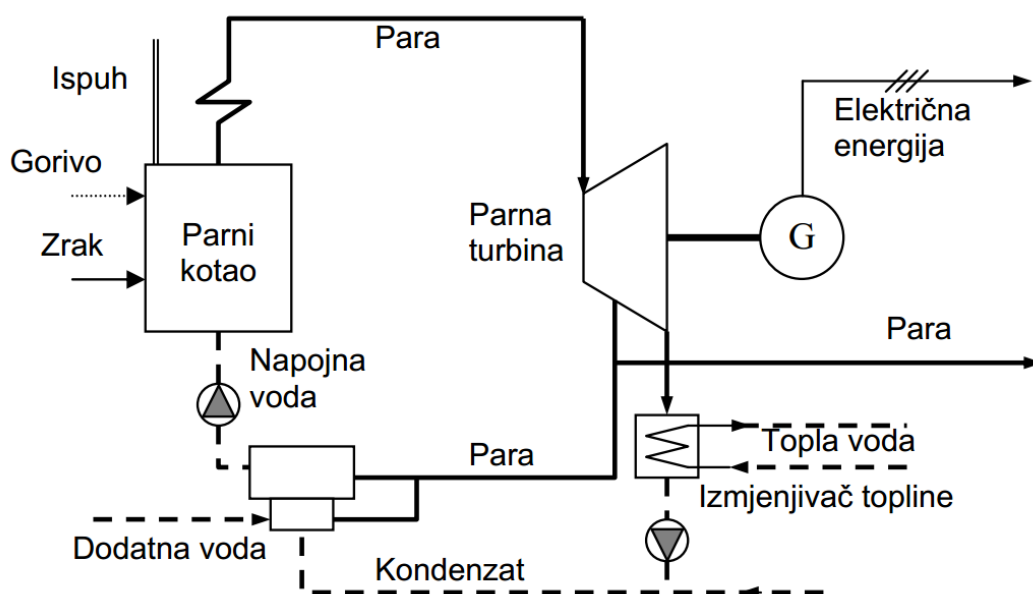 Para
Ispuh
Električna
energija
Gorivo
Parna
turbina
G
Parni
kotao
Zrak
Para
Napojna
voda
Para
Topla voda
Izmjenjivač topline
Dodatna voda
Kondenzat